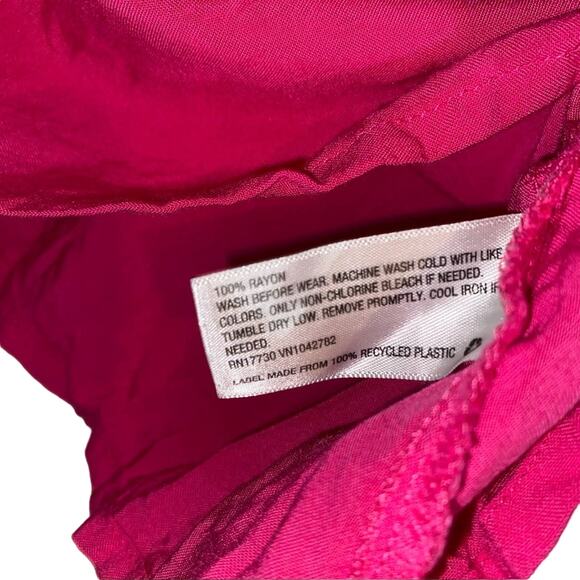 100% RAYON
WASH BEFORE WEAR. MACHINE WASH COLD WITH LIKE
COLORS. ONLY NON-CHLORINE BLEACH IF NEEDED.
TUMBLE DRY LOW. REMOVE PROMPTLY. COOL IRON IF
NEEDED.
RN17730 VN1042782
LABEL MADE FROM 100% RECYCLED PLASTIC